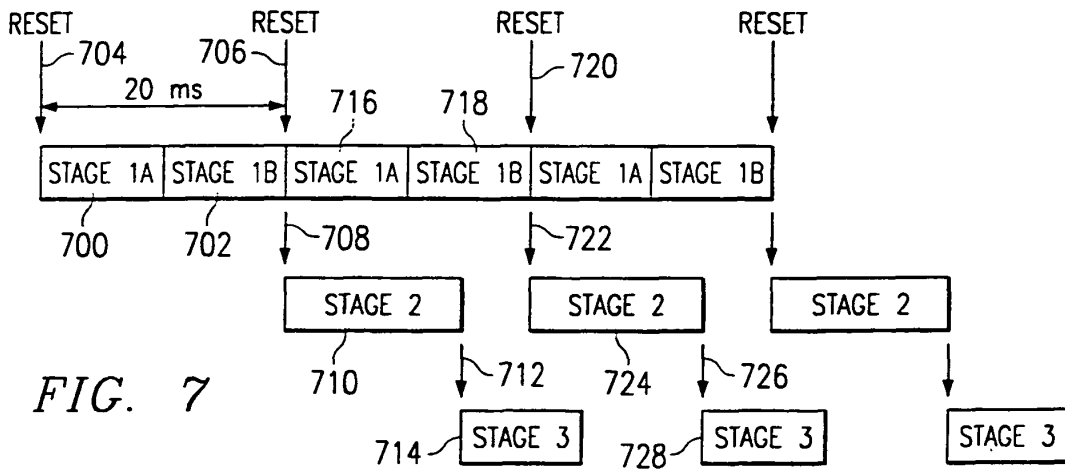 RESET RESET RESET RESET
704 706 720
20 ms
716 718
STAGE 1A STAGE 1B STAGE 1A STAGE 1B STAGE 1A STAGE 1B
700 702 708 722
STAGE 2 STAGE 2 STAGE 2
710 712 724 726
FIG. 7
714 STAGE 3 728 STAGE 3 STAGE 3